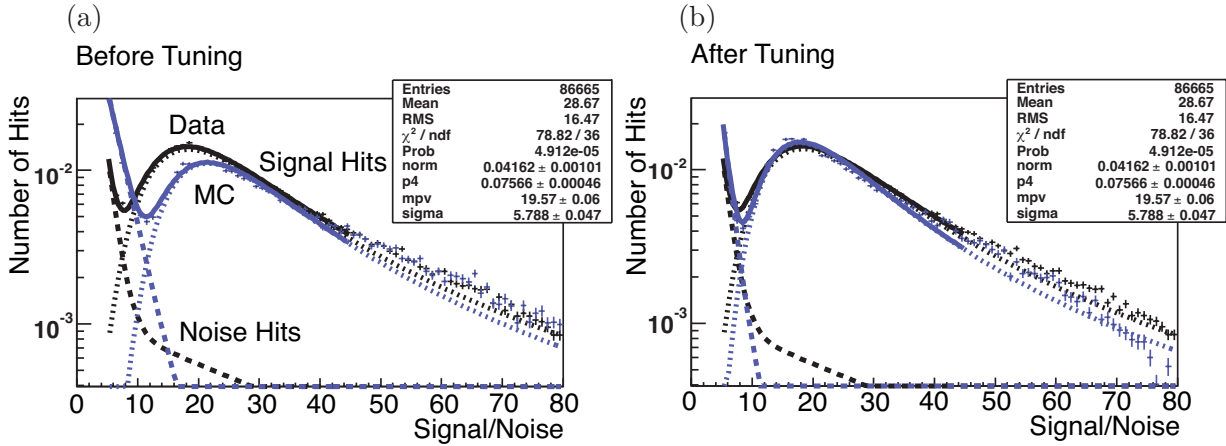 (a)
Before Tuning
Number of Hits
10⁻²
10⁻³
Data
Signal Hits
MC
Noise Hits
Entries 86665
Mean 28.67
RMS 16.47
χ² / ndf 78.82 / 36
Prob 4.912e-05
norm 0.04162 ± 0.00101
p4 0.07566 ± 0.00046
mpv 19.57 ± 0.06
sigma 5.788 ± 0.047
0 10 20 30 40 50 60 70 80
Signal/Noise
(b)
After Tuning
Number of Hits
10⁻²
10⁻³
Entries 86665
Mean 28.67
RMS 16.47
χ² / ndf 78.82 / 36
Prob 4.912e-05
norm 0.04162 ± 0.00101
p4 0.07566 ± 0.00046
mpv 19.57 ± 0.06
sigma 5.788 ± 0.047
0 10 20 30 40 50 60 70 80
Signal/Noise